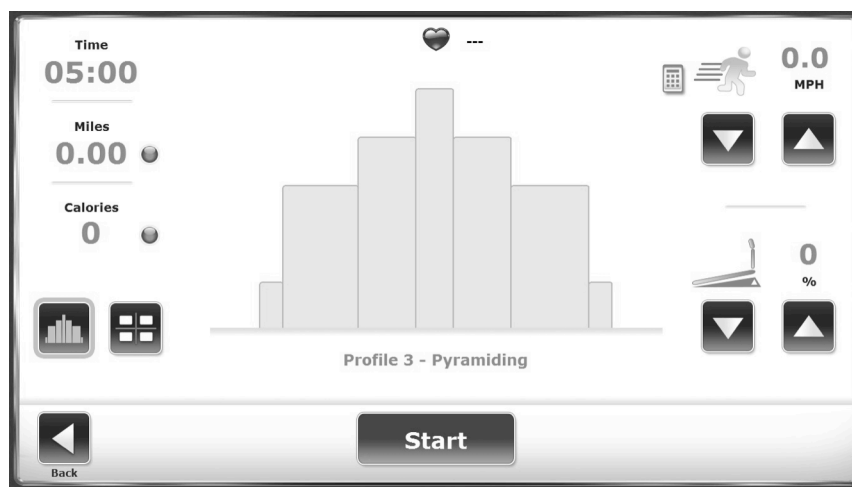 Time
05:00
Miles
0.00
Calories
0
---
0.0
MPH
0
%
Profile 3 - Pyramiding
Start
Back